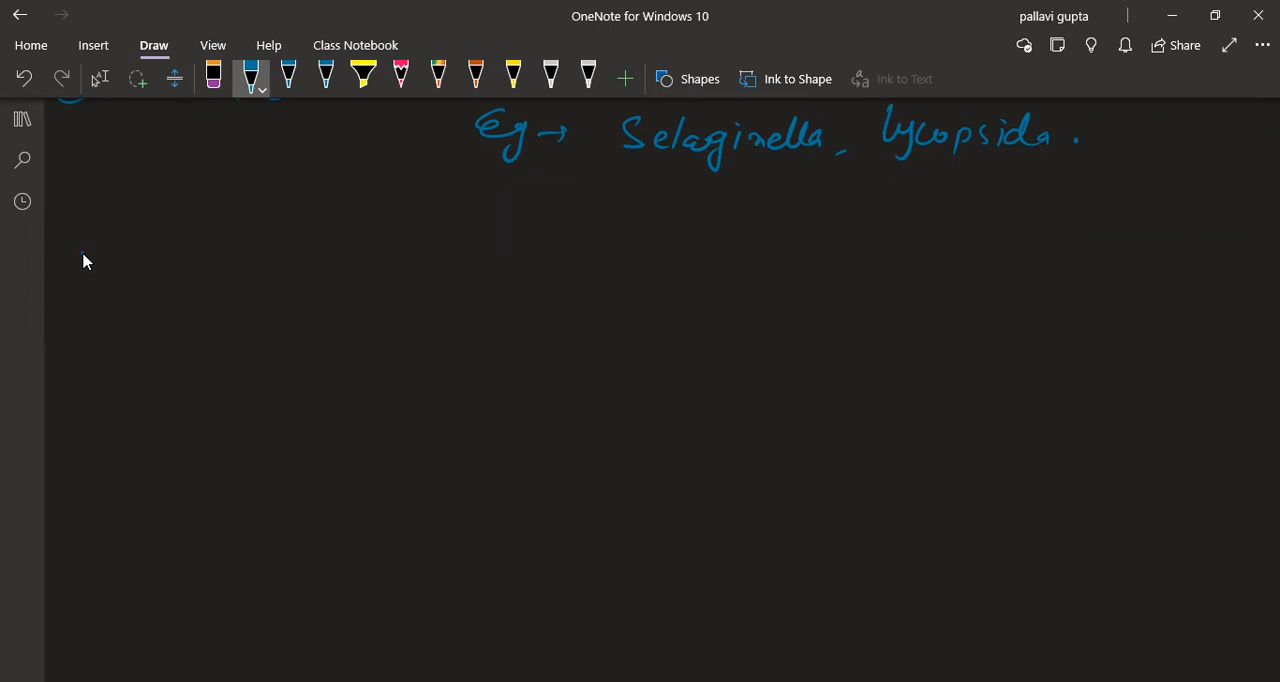 OneNote for Windows 10
pallavi gupta
Home Insert Draw View Help Class Notebook Share
Shapes Ink to Shape Ink to Text
Eg → Selaginella, lycopsida.